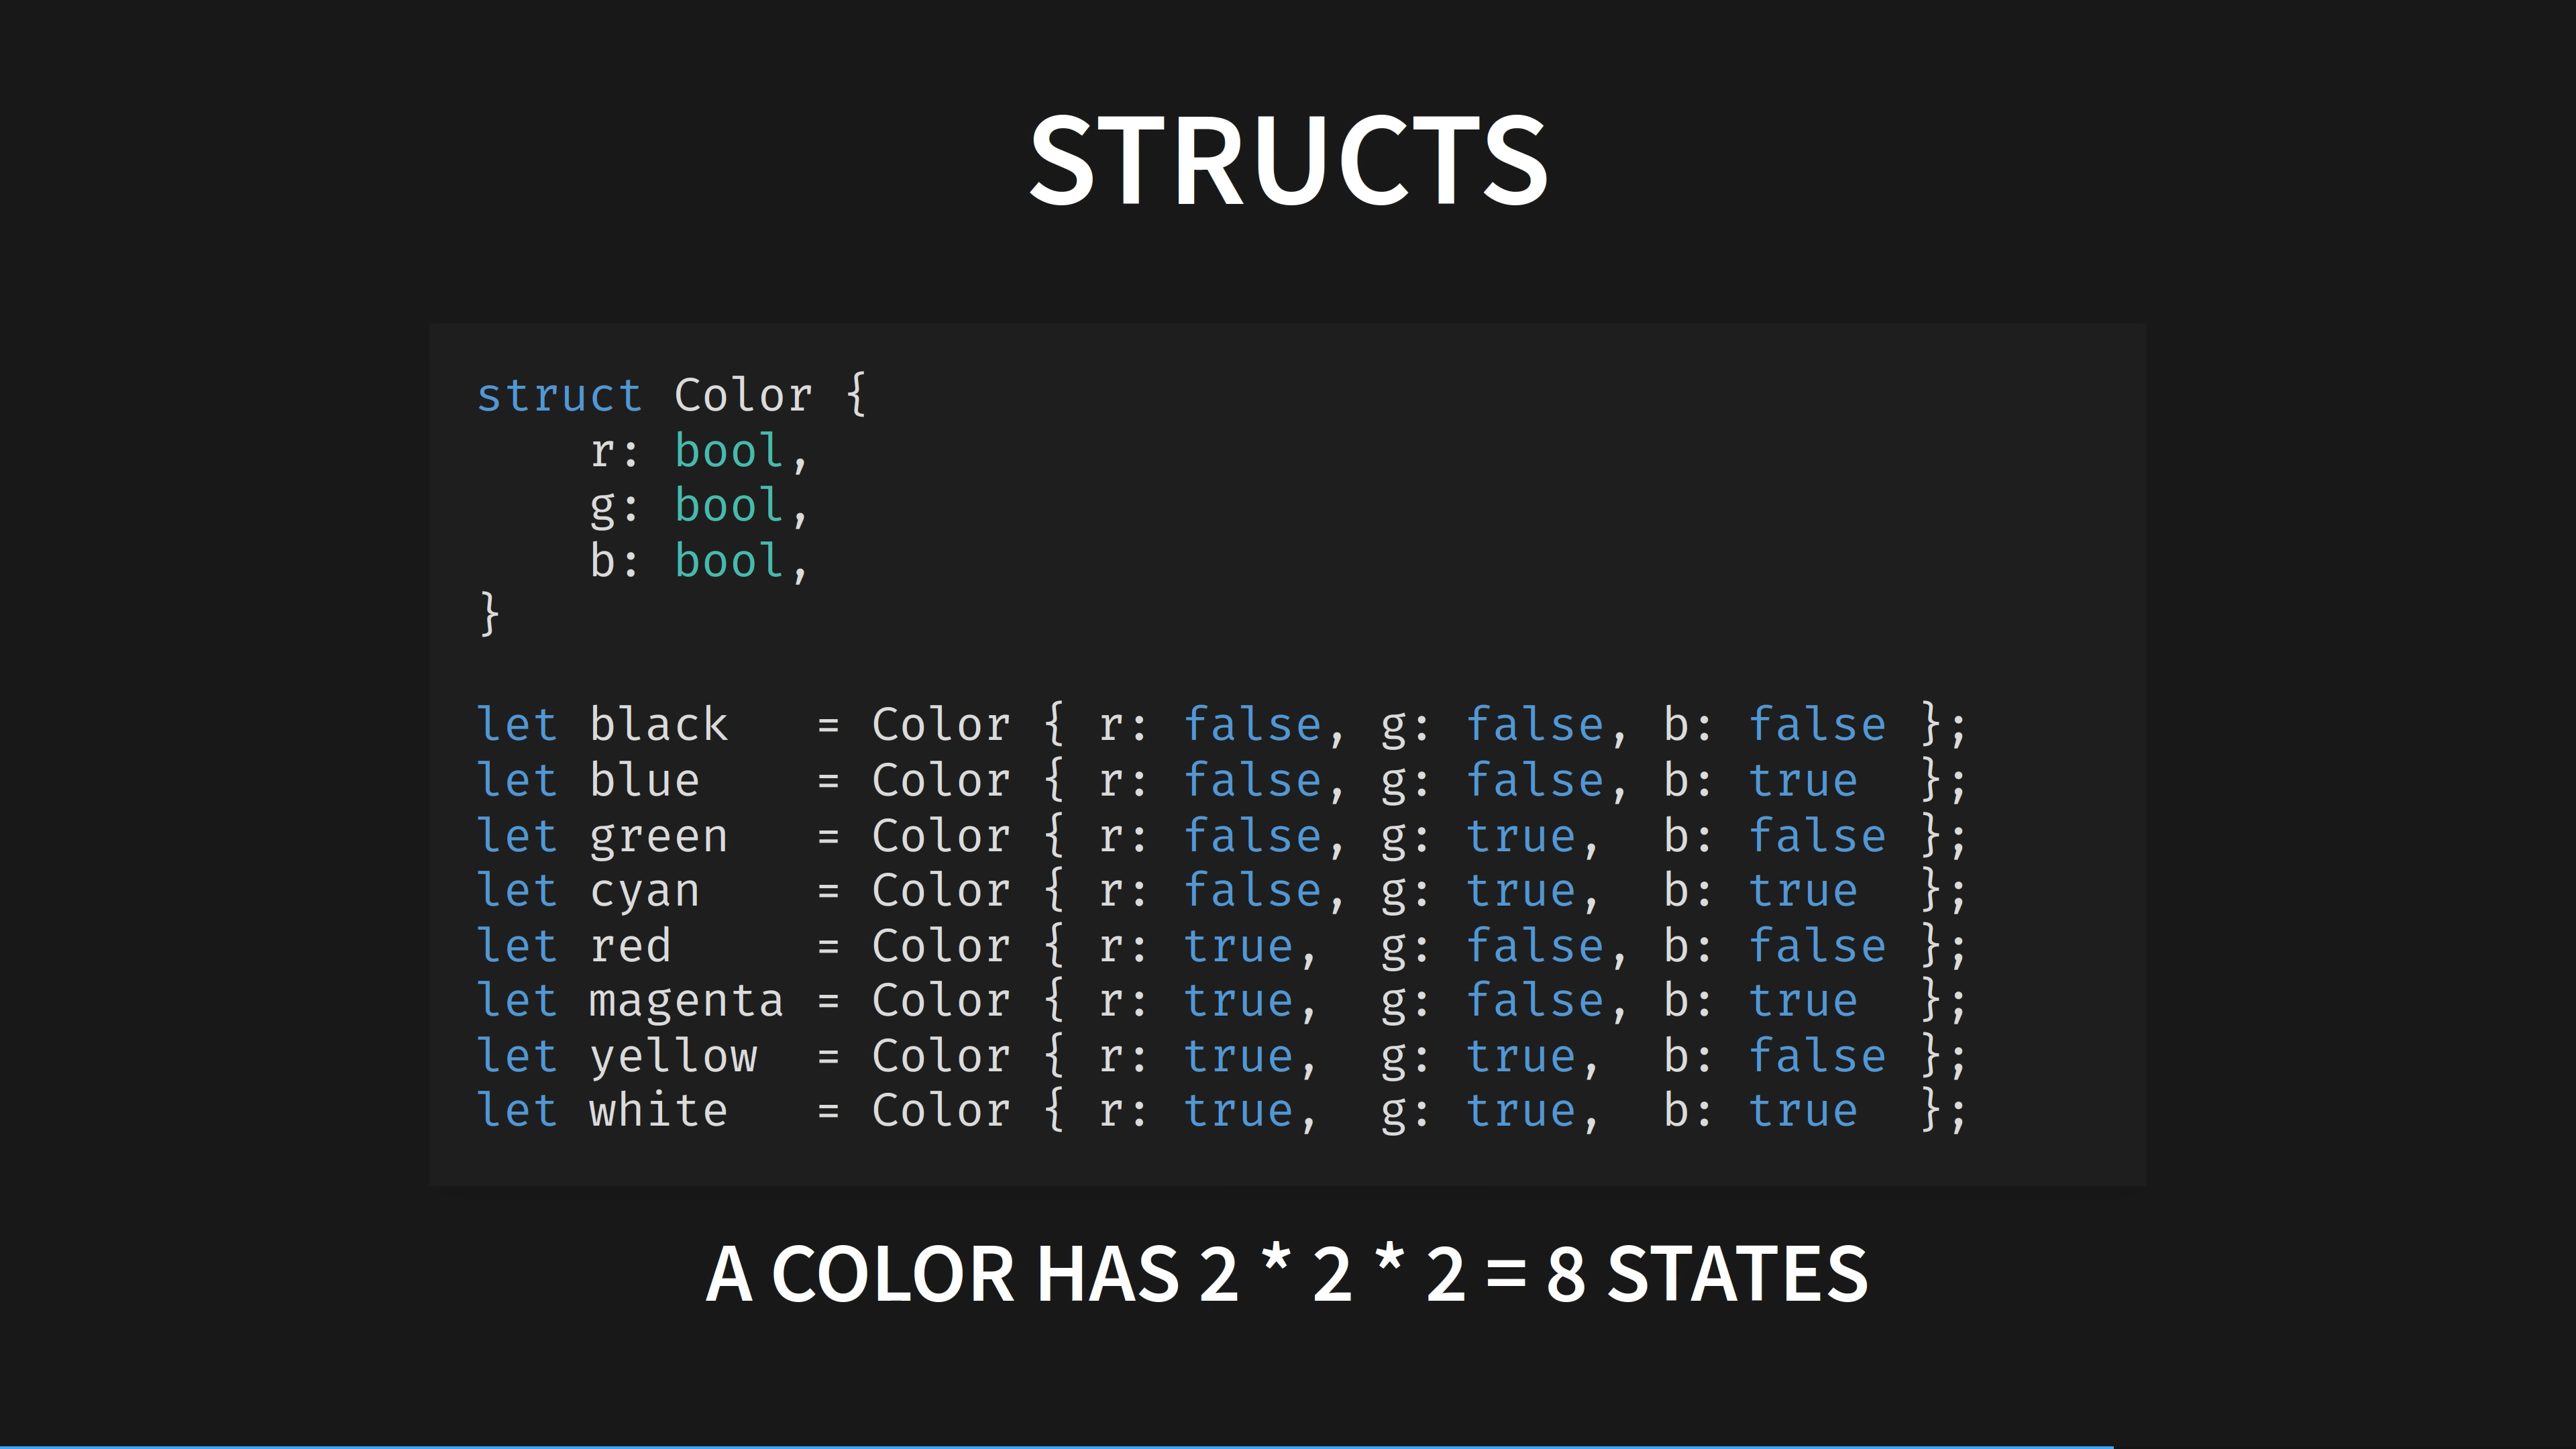 STRUCTS
struct Color {
    r: bool,
    g: bool,
    b: bool,
}
let black   = Color { r: false, g: false, b: false };
let blue    = Color { r: false, g: false, b: true  };
let green   = Color { r: false, g: true,  b: false };
let cyan    = Color { r: false, g: true,  b: true  };
let red     = Color { r: true,  g: false, b: false };
let magenta = Color { r: true,  g: false, b: true  };
let yellow  = Color { r: true,  g: true,  b: false };
let white   = Color { r: true,  g: true,  b: true  };
A COLOR HAS 2 * 2 * 2 = 8 STATES